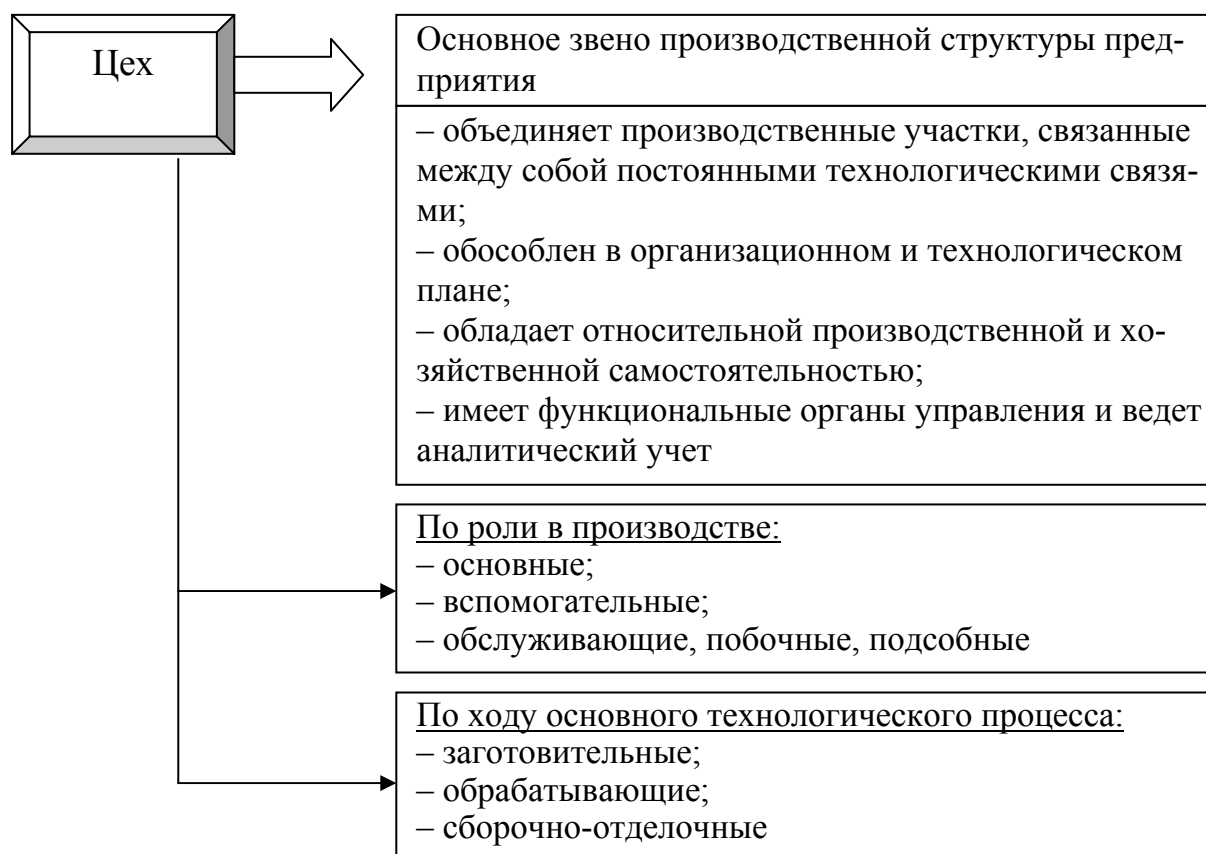 Цех
Основное звено производственной структуры пред-
приятия
– объединяет производственные участки, связанные
между собой постоянными технологическими связя-
ми;
– обособлен в организационном и технологическом
плане;
– обладает относительной производственной и хо-
зяйственной самостоятельностью;
– имеет функциональные органы управления и ведет
аналитический учет
По роли в производстве:
– основные;
– вспомогательные;
– обслуживающие, побочные, подсобные
По ходу основного технологического процесса:
– заготовительные;
– обрабатывающие;
– сборочно-отделочные